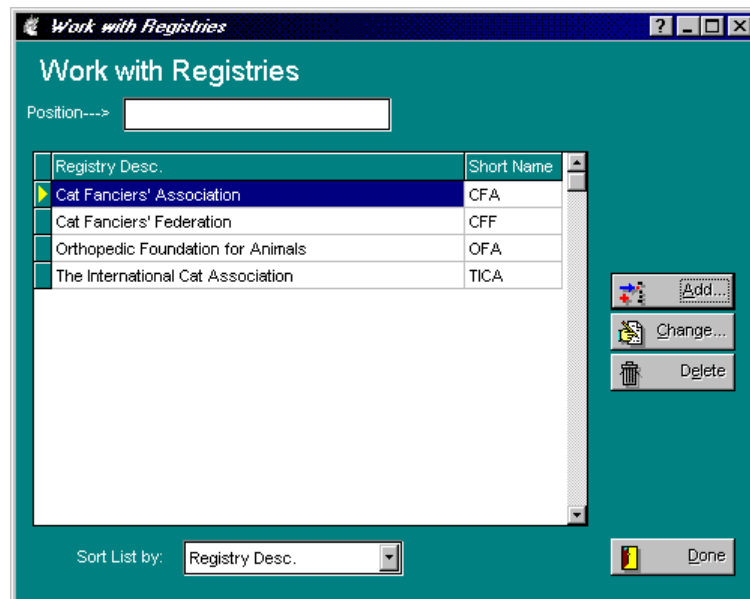 Work with Registries
Work with Registries
Position--->
Registry Desc. Short Name
Cat Fanciers' Association CFA
Cat Fanciers' Federation CFF
Orthopedic Foundation for Animals OFA
The International Cat Association TICA
Add...
Change...
Delete
Sort List by: Registry Desc. Done